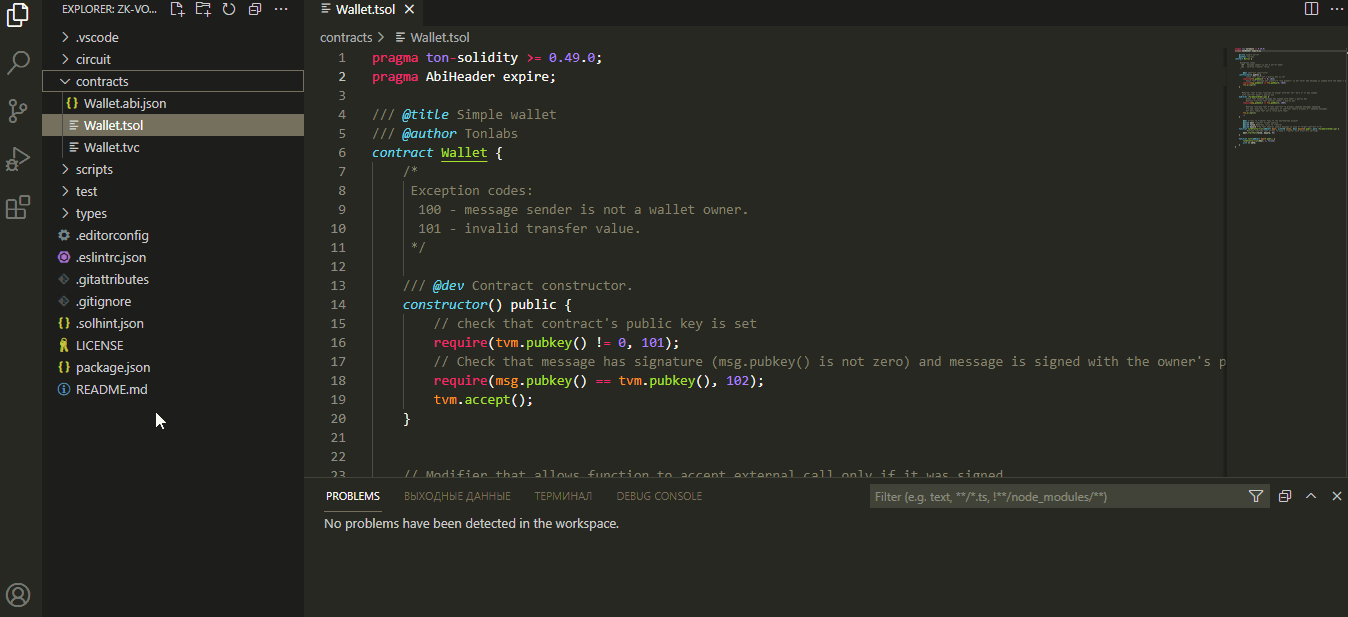 EXPLORER: ZK-VO...
.vscode
circuit
contracts
Wallet.abi.json
Wallet.tsol
Wallet.tvc
scripts
test
types
.editorconfig
.eslintrc.json
.gitattributes
.gitignore
.solhint.json
LICENSE
package.json
README.md
Wallet.tsol
contracts > Wallet.tsol
1 pragma ton-solidity >= 0.49.0;
2 pragma AbiHeader expire;
3
4 /// @title Simple wallet
5 /// @author Tonlabs
6 contract Wallet {
7 /*
8 Exception codes:
9 100 - message sender is not a wallet owner.
10 101 - invalid transfer value.
11 */
12
13 /// @dev Contract constructor.
14 constructor() public {
15 // check that contract's public key is set
16 require(tvm.pubkey() != 0, 101);
17 // Check that message has signature (msg.pubkey() is not zero) and message is signed with the owner's p
18 require(msg.pubkey() == tvm.pubkey(), 102);
19 tvm.accept();
20 }
21
22
23 // Modifier that allows function to accept external call only if it was signed
PROBLEMS ВЫХОДНЫЕ ДАННЫЕ ТЕРМИНАЛ DEBUG CONSOLE
Filter (e.g. text, **/*.ts, !**/node_modules/**)
No problems have been detected in the workspace.